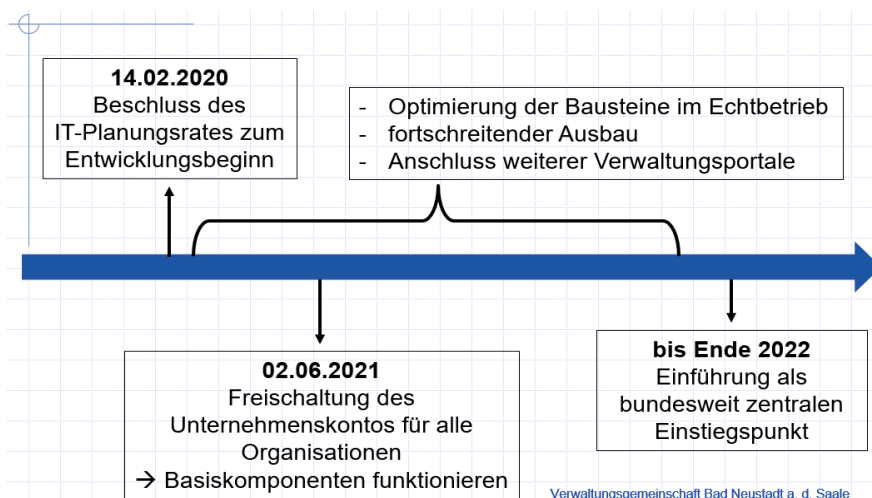 14.02.2020
Beschluss des
IT-Planungsrates zum
Entwicklungsbeginn
- Optimierung der Bausteine im Echtbetrieb
- fortschreitender Ausbau
- Anschluss weiterer Verwaltungsportale
02.06.2021
Freischaltung des
Unternehmenskontos für alle
Organisationen
→ Basiskomponenten funktionieren
bis Ende 2022
Einführung als
bundesweit zentralen
Einstiegspunkt
Verwaltungsgemeinschaft Bad Neustadt a. d. Saale